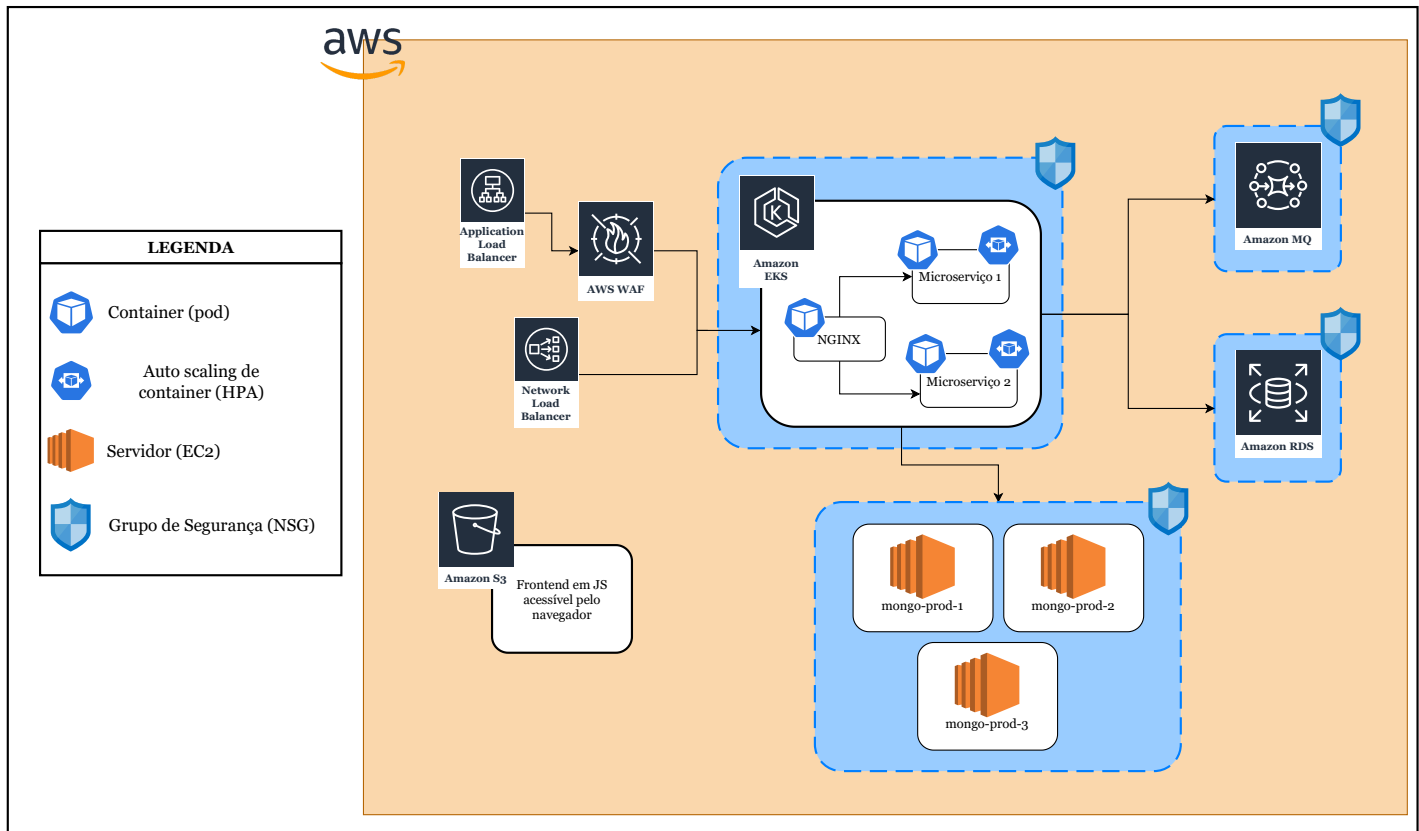 aws
LEGENDA
Container (pod)
Auto scaling de
container (HPA)
Servidor (EC2)
Grupo de Segurança (NSG)
Application
Load
Balancer
AWS WAF
Network
Load
Balancer
Amazon
EKS
K
NGINX
Microserviço 1
Microserviço 2
Amazon MQ
Amazon RDS
Amazon S3
Frontend em JS
acessível pelo
navegador
mongo-prod-1
mongo-prod-2
mongo-prod-3